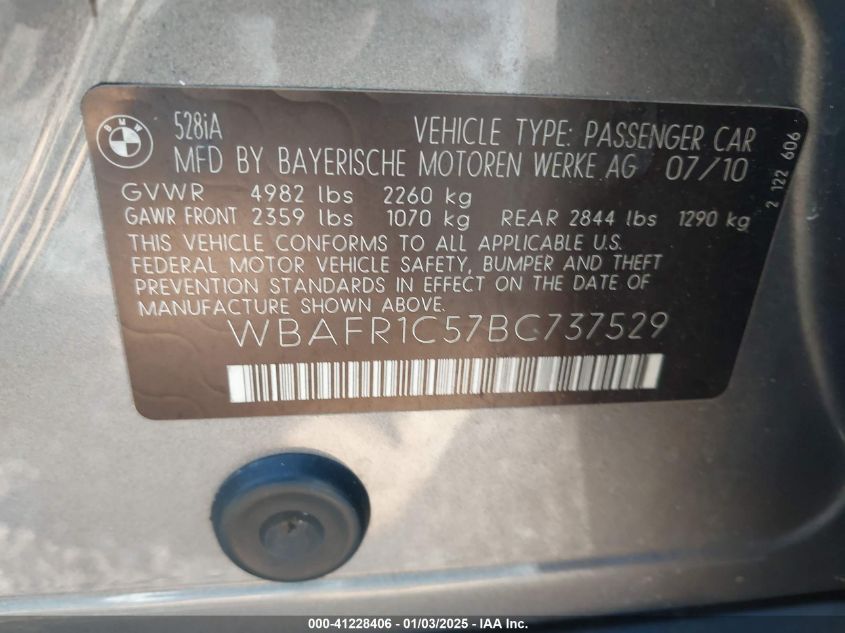 BMW
528iA
VEHICLE TYPE: PASSENGER CAR
MFD BY BAYERISCHE MOTOREN WERKE AG 07/10
GVWR 4982 lbs 2260 kg
GAWR FRONT 2359 lbs 1070 kg REAR 2844 lbs 1290 kg
THIS VEHICLE CONFORMS TO ALL APPLICABLE U.S.
FEDERAL MOTOR VEHICLE SAFETY, BUMPER AND THEFT
PREVENTION STANDARDS IN EFFECT ON THE DATE OF
MANUFACTURE SHOWN ABOVE.
WBAFR1C57BC737529
2 122 606
000-41228406 - 01/03/2025 - IAA Inc.